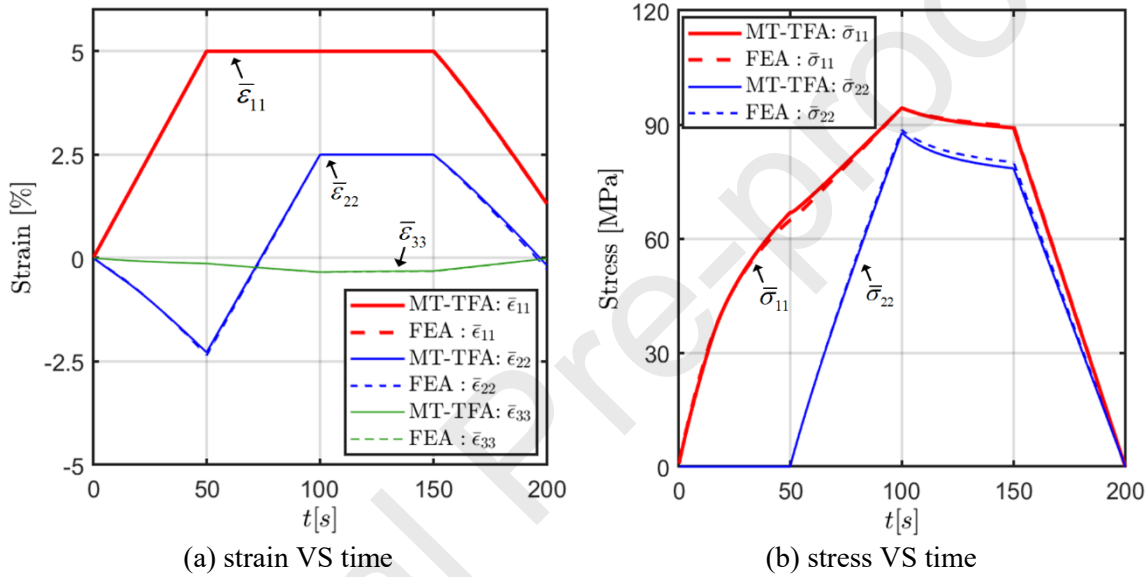 5
2.5
0
-2.5
-5
0
50
100
150
200
Strain [%]
t[s]
ε̅₁₁
ε̅₂₂
ε̅₃₃
MT-TFA: ε̄₁₁
FEA : ε̄₁₁
MT-TFA: ε̄₂₂
FEA : ε̄₂₂
MT-TFA: ε̄₃₃
FEA : ε̄₃₃
(a) strain VS time
120
90
60
30
0
0
50
100
150
200
Stress [MPa]
t[s]
MT-TFA: σ̄₁₁
FEA : σ̄₁₁
MT-TFA: σ̄₂₂
FEA : σ̄₂₂
σ̄₁₁
σ̄₂₂
(b) stress VS time
al Pre-proo